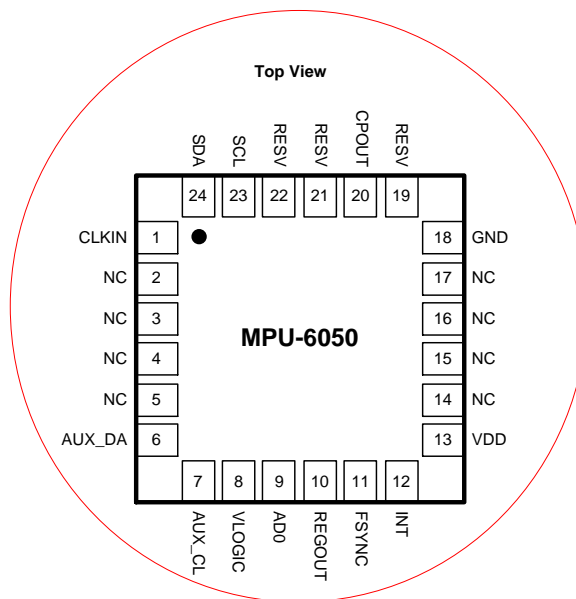 Top View
SDA
SCL
RESV
RESV
CPOUT
RESV
24
23
22
21
20
19
CLKIN 1
18 GND
NC 2
17 NC
NC 3
16 NC
MPU-6050
NC 4
15 NC
NC 5
14 NC
AUX_DA 6
13 VDD
7
8
9
10
11
12
AUX_CL
VLOGIC
AD0
REGOUT
FSYNC
INT